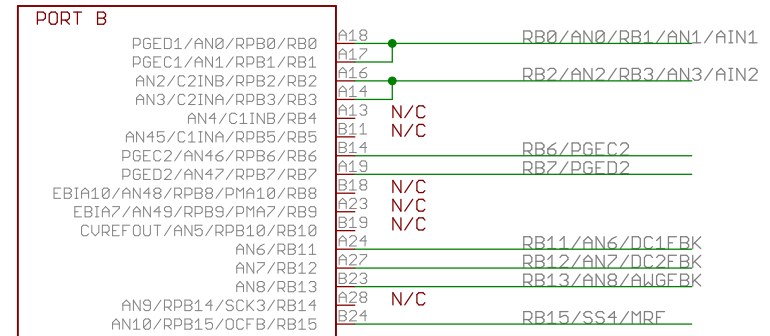 PORT B
PGED1/AN0/RPB0/RB0 A18 RB0/AN0/RB1/AN1/AIN1
PGEC1/AN1/RPB1/RB1 A17
AN2/C2INB/RPB2/RB2 A16 RB2/AN2/RB3/AN3/AIN2
AN3/C2INA/RPB3/RB3 A14
AN4/C1INB/RB4 A13 N/C
AN45/C1INA/RPB5/RB5 B11 N/C
PGEC2/AN46/RPB6/RB6 B14 RB6/PGEC2
PGED2/AN47/RPB7/RB7 A19 RB7/PGED2
EBIA10/AN48/RPB8/PMA10/RB8 B18 N/C
EBIA7/AN49/RPB9/PMA7/RB9 A23 N/C
CVREFOUT/AN5/RPB10/RB10 B19 N/C
AN6/RB11 A24 RB11/AN6/DC1FBK
AN7/RB12 A27 RB12/AN7/DC2FBK
AN8/RB13 B23 RB13/AN8/AWGFBK
AN9/RPB14/SCK3/RB14 A28 N/C
AN10/RPB15/OCFB/RB15 B24 RB15/SS4/MRF